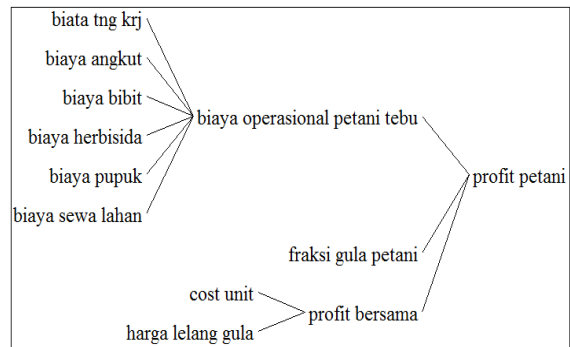 biata tng krj
biaya angkut
biaya bibit
biaya herbisida
biaya pupuk
biaya sewa lahan
biaya operasional petani tebu
fraksi gula petani
cost unit
harga lelang gula
profit bersama
profit petani